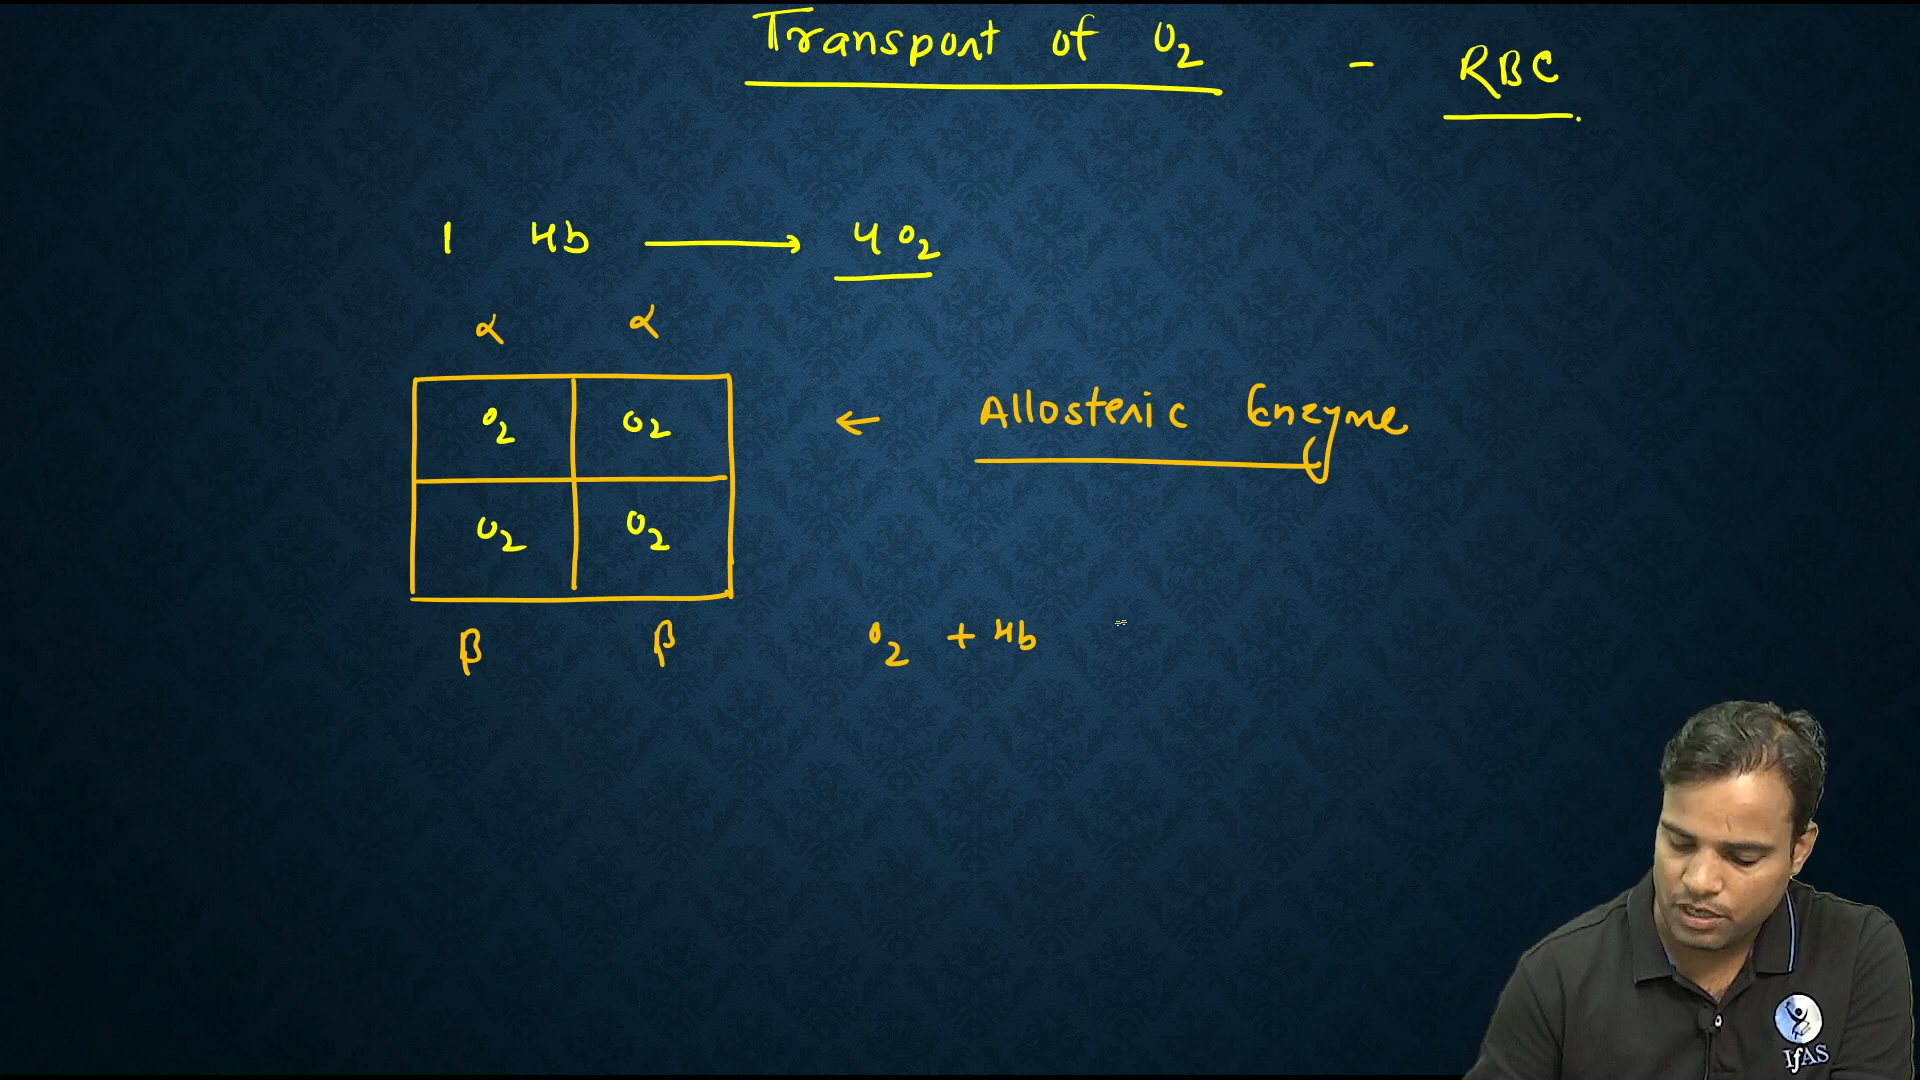 Transport of O2 - RBC
1 Hb → 4 O2
α α
O2 O2
← Allosteric Enzyme
O2 O2
β β
O2 + Hb
IFAS